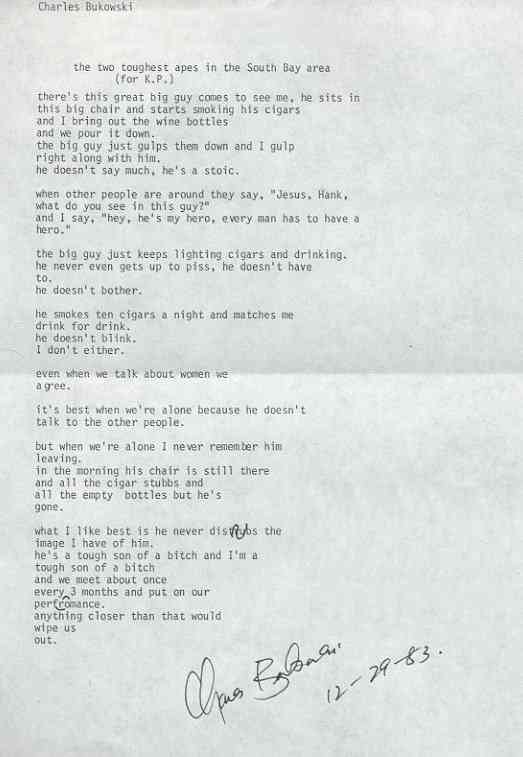 Charles Bukowski
the two toughest apes in the South Bay area
(for K.P.)
there's this great big guy comes to see me, he sits in
this big chair and starts smoking his cigars
and I bring out the wine bottles
and we pour it down.
the big guy just gulps them down and I gulp
right along with him.
he doesn't say much, he's a stoic.
when other people are around they say, "Jesus, Hank,
what do you see in this guy?"
and I say, "hey, he's my hero, every man has to have a
hero."
the big guy just keeps lighting cigars and drinking.
he never even gets up to piss, he doesn't have
to.
he doesn't bother.
he smokes ten cigars a night and matches me
drink for drink.
he doesn't blink.
I don't either.
even when we talk about women we
agree.
it's best when we're alone because he doesn't
talk to the other people.
but when we're alone I never remember him
leaving.
in the morning his chair is still there
and all the cigar stubbs and
all the empty bottles but he's
gone.
what I like best is he never distrubs the
image I have of him.
he's a tough son of a bitch and I'm a
tough son of a bitch
and we meet about once
every 3 months and put on our
perfromance.
anything closer than that would
wipe us
out.
Charles Bukowski
12-29-83.